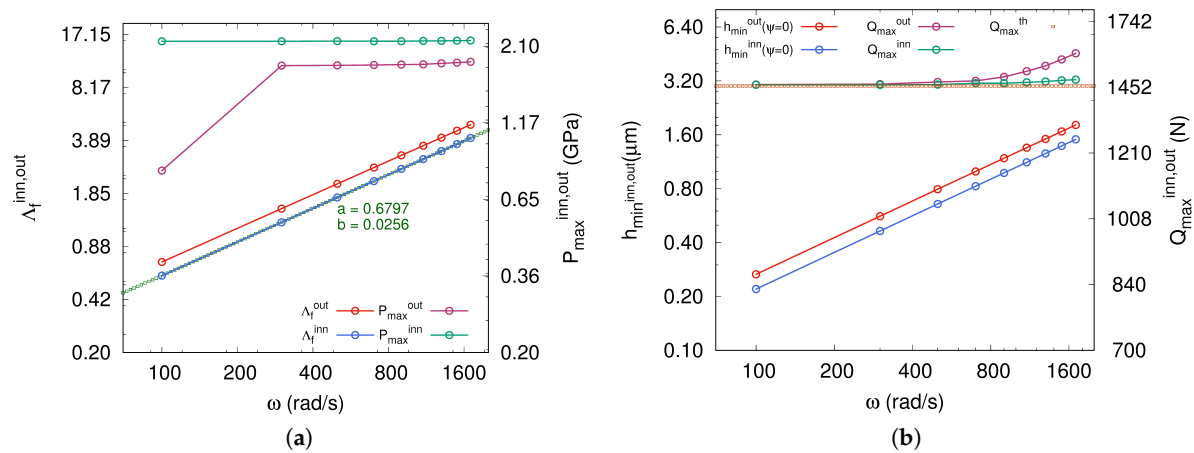 17.15
8.17
3.89
1.85
0.88
0.42
0.20
Λf inn,out
2.10
1.17
0.65
0.36
0.20
Pmax inn,out (GPa)
a = 0.6797
b = 0.0256
Λf out Pmax out
Λf inn Pmax inn
100 200 400 800 1600
ω (rad/s)
(a)
6.40
3.20
1.60
0.80
0.40
0.20
0.10
hmin inn,out(μm)
hmin out(ψ=0) Qmax out Qmax th
hmin inn(ψ=0) Qmax inn
1742
1452
1210
1008
840
700
Qmax inn,out (N)
100 200 400 800 1600
ω (rad/s)
(b)